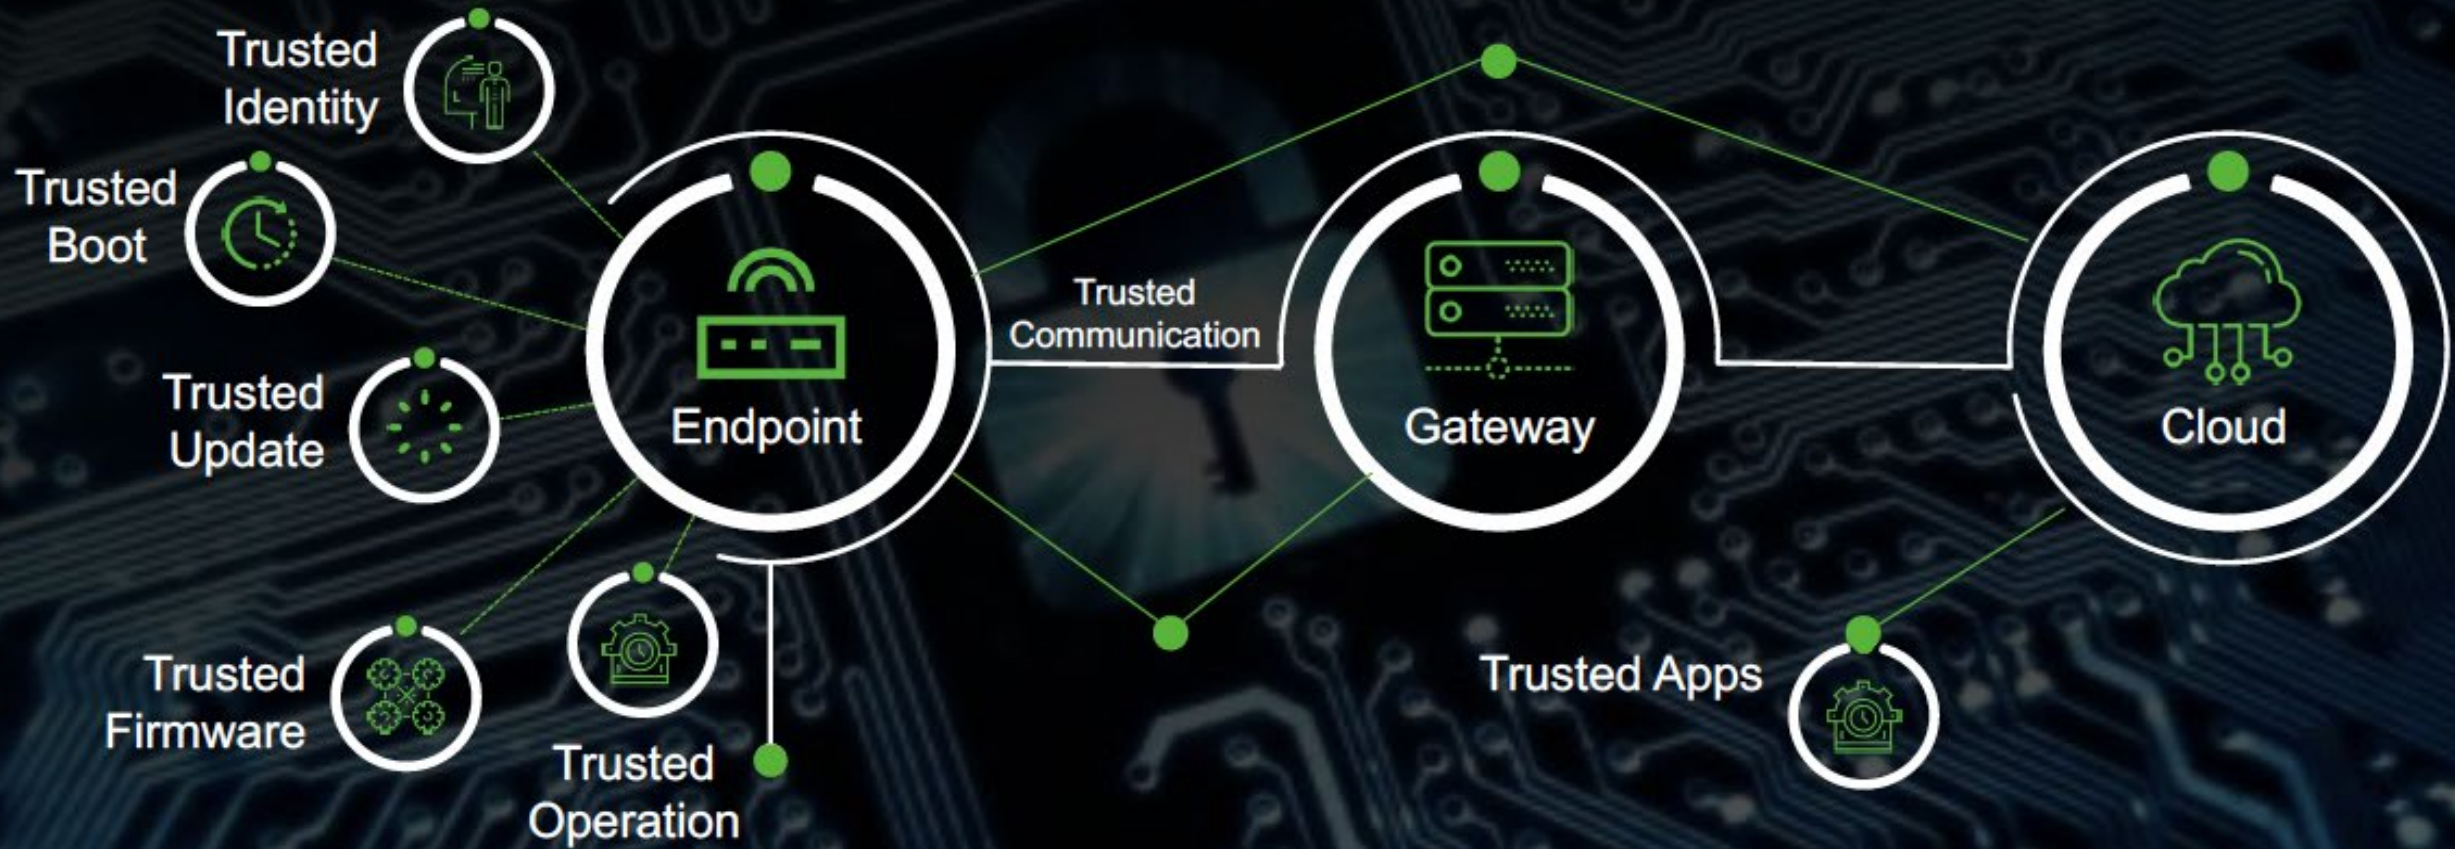 Trusted
Identity
Trusted
Boot
Trusted
Update
Trusted
Firmware
Trusted
Operation
Endpoint
Trusted
Communication
Gateway
Cloud
Trusted Apps